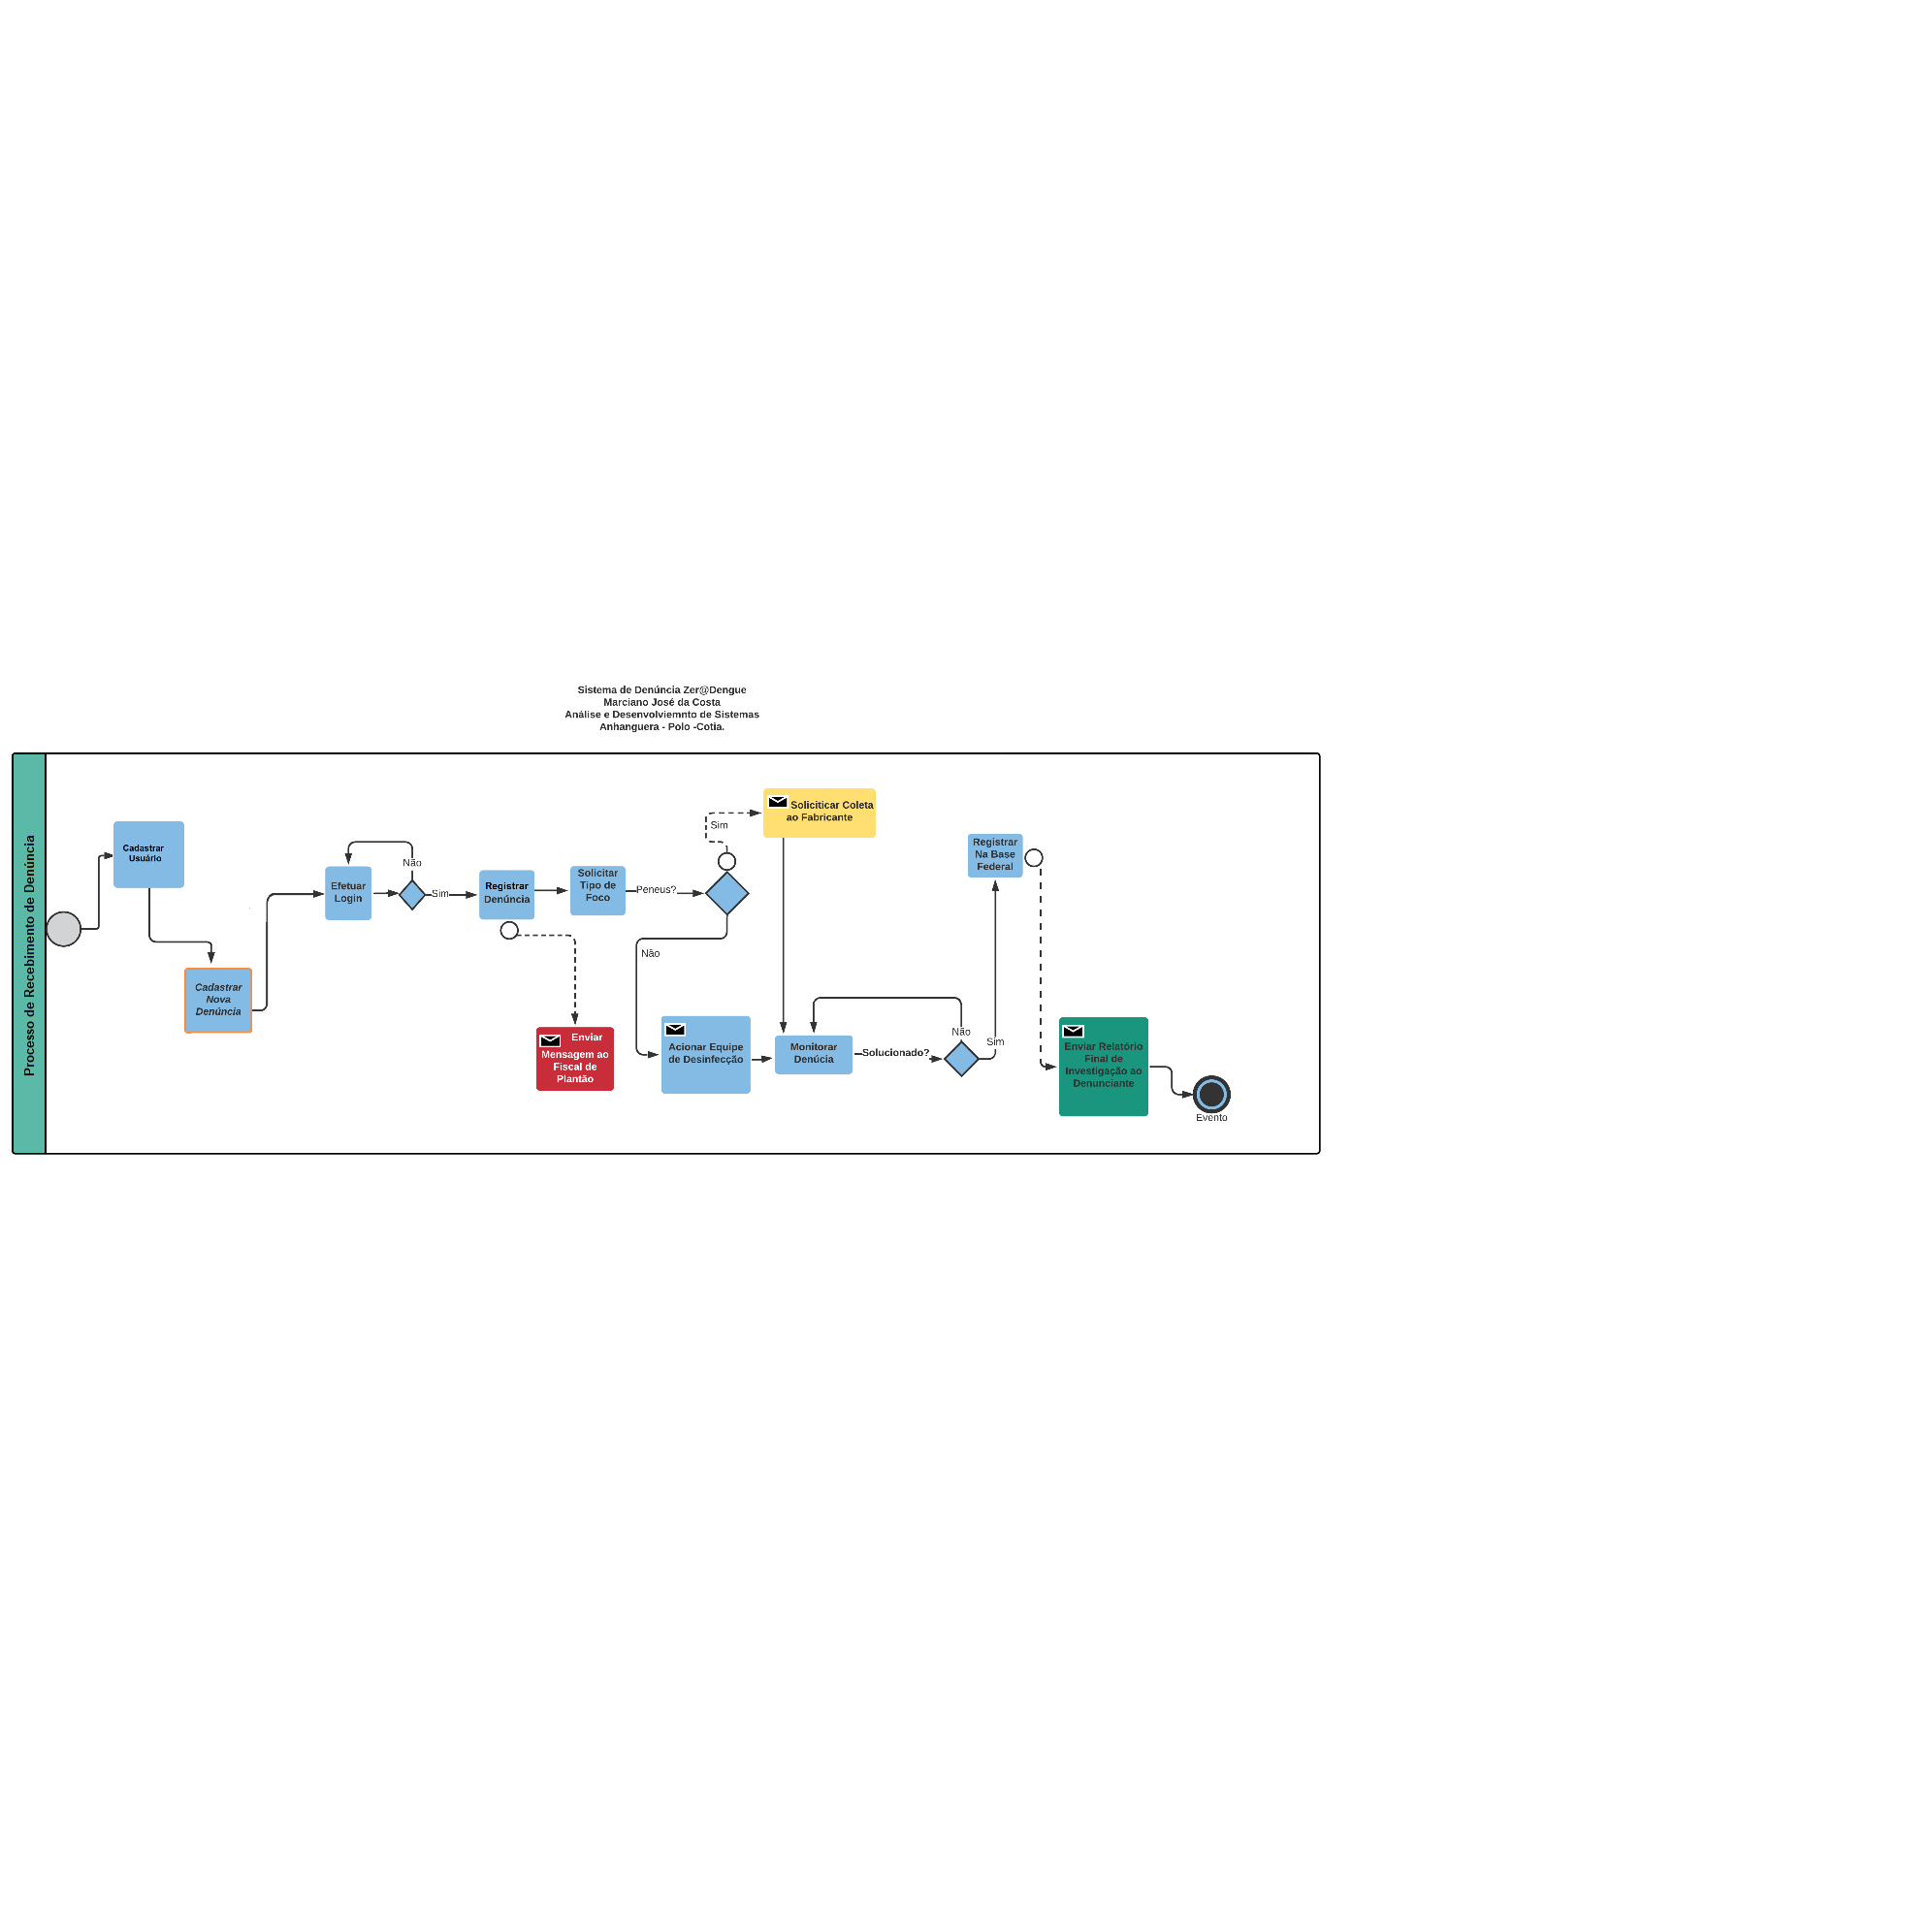 Sistema de Denúncia Zer@Dengue
Marciano José da Costa
Análise e Desenvolviemnto de Sistemas
Anhanguera - Polo -Cotia.
Processo de Recebimento de Denúncia
Cadastrar
Usuárlo
Cadastrar
Nova
Denúncia
Efetuar
Login
Não
Sim
Registrar
Denúncia
Enviar
Mensagem ao
Fiscal de
Plantão
Solicitar
Tipo de
Foco
Peneus?
Sim
Soliciticar Coleta
ao Fabricante
Não
Acionar Equipe
de Desinfecção
Monitorar
Denúcia
Solucionado?
Não
Sim
Registrar
Na Base
Federal
Enviar Relatório
Final de
Investigação ao
Denunciante
Evento